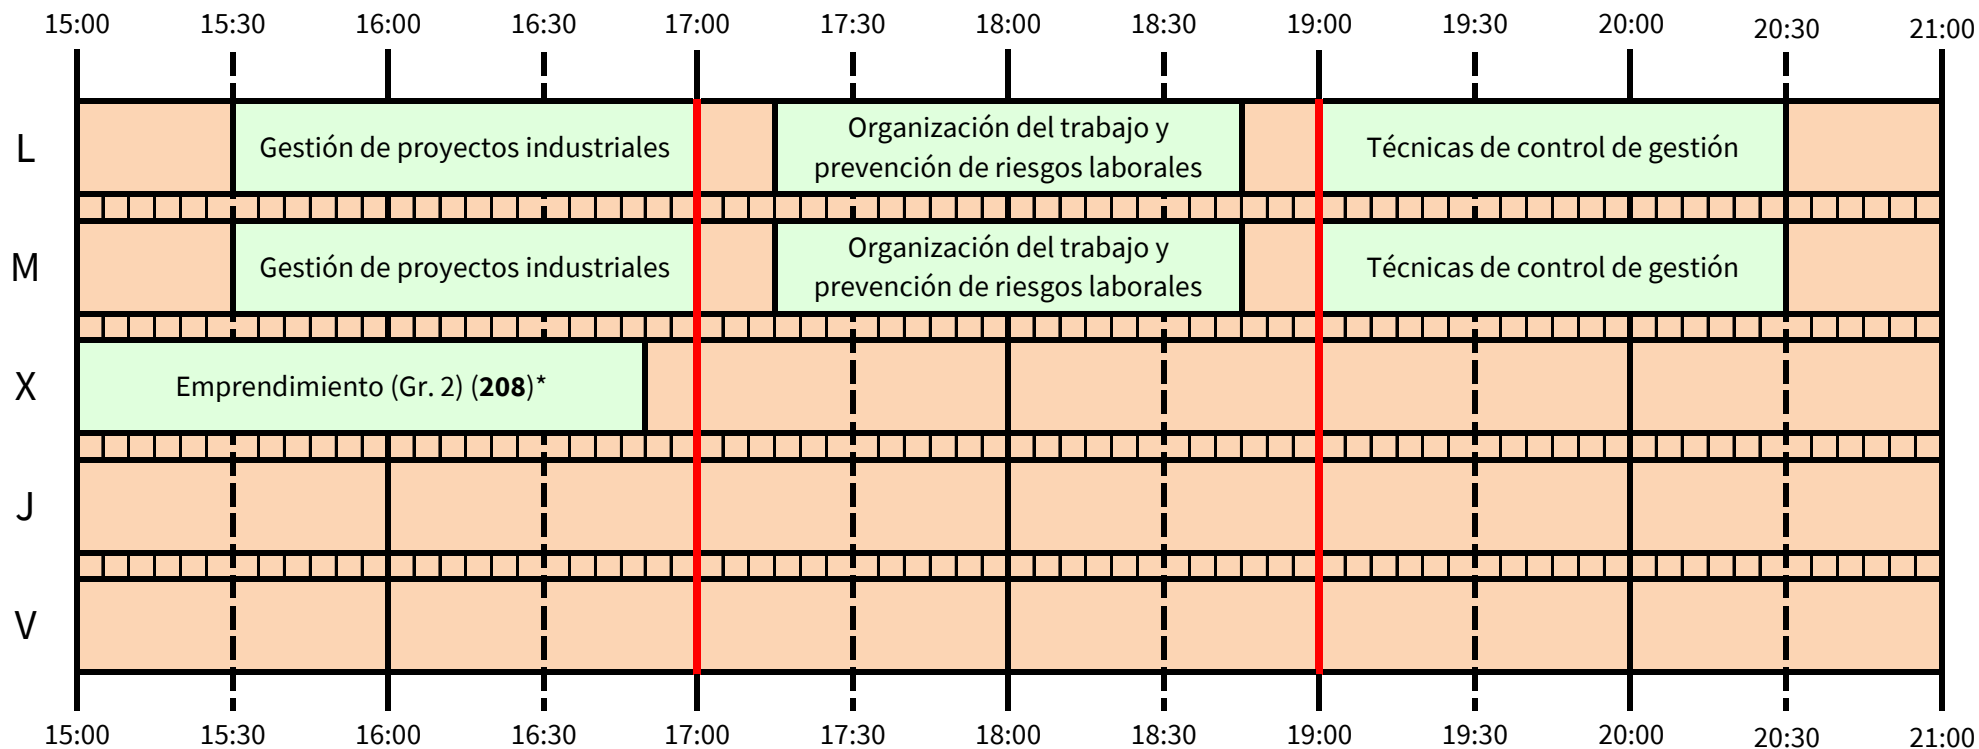 15:00 15:30 16:00 16:30 17:00 17:30 18:00 18:30 19:00 19:30 20:00 20:30 21:00
L
Gestión de proyectos industriales
Organización del trabajo y
prevención de riesgos laborales
Técnicas de control de gestión
M
Gestión de proyectos industriales
Organización del trabajo y
prevención de riesgos laborales
Técnicas de control de gestión
X
Emprendimiento (Gr. 2) (208)*
J
V
15:00 15:30 16:00 16:30 17:00 17:30 18:00 18:30 19:00 19:30 20:00 20:30 21:00